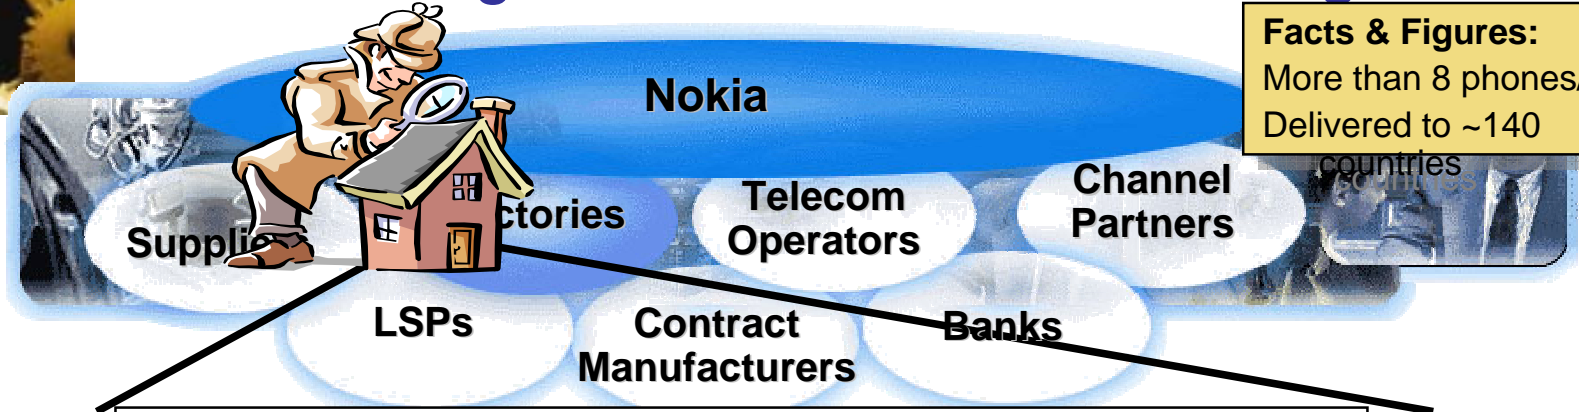 Facts & Figures:
More than 8 phones/
Delivered to ~140
countries
Nokia
Telecom
Operators
Channel
Partners
LSPs
Contract
Manufacturers
Banks